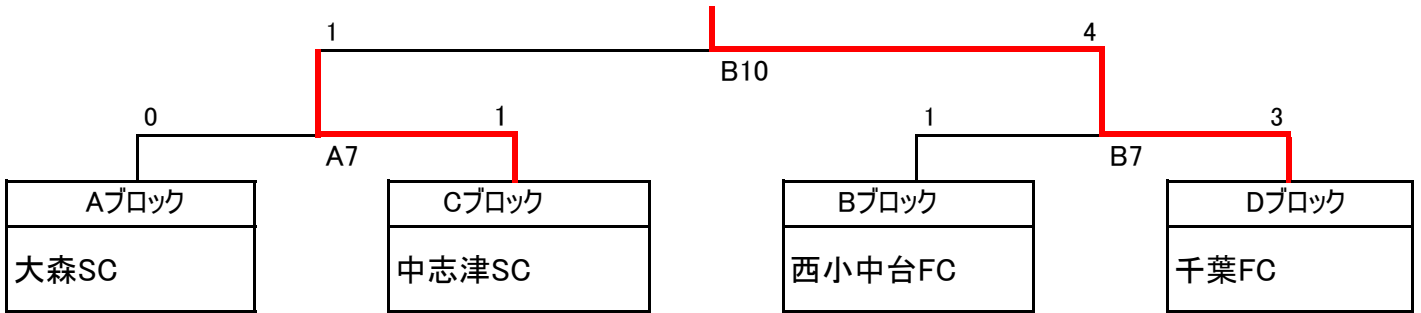 1 4
B10
0 1 1 3
A7 B7
Aブロック Cブロック Bブロック Dブロック
大森SC 中志津SC 西小中台FC 千葉FC